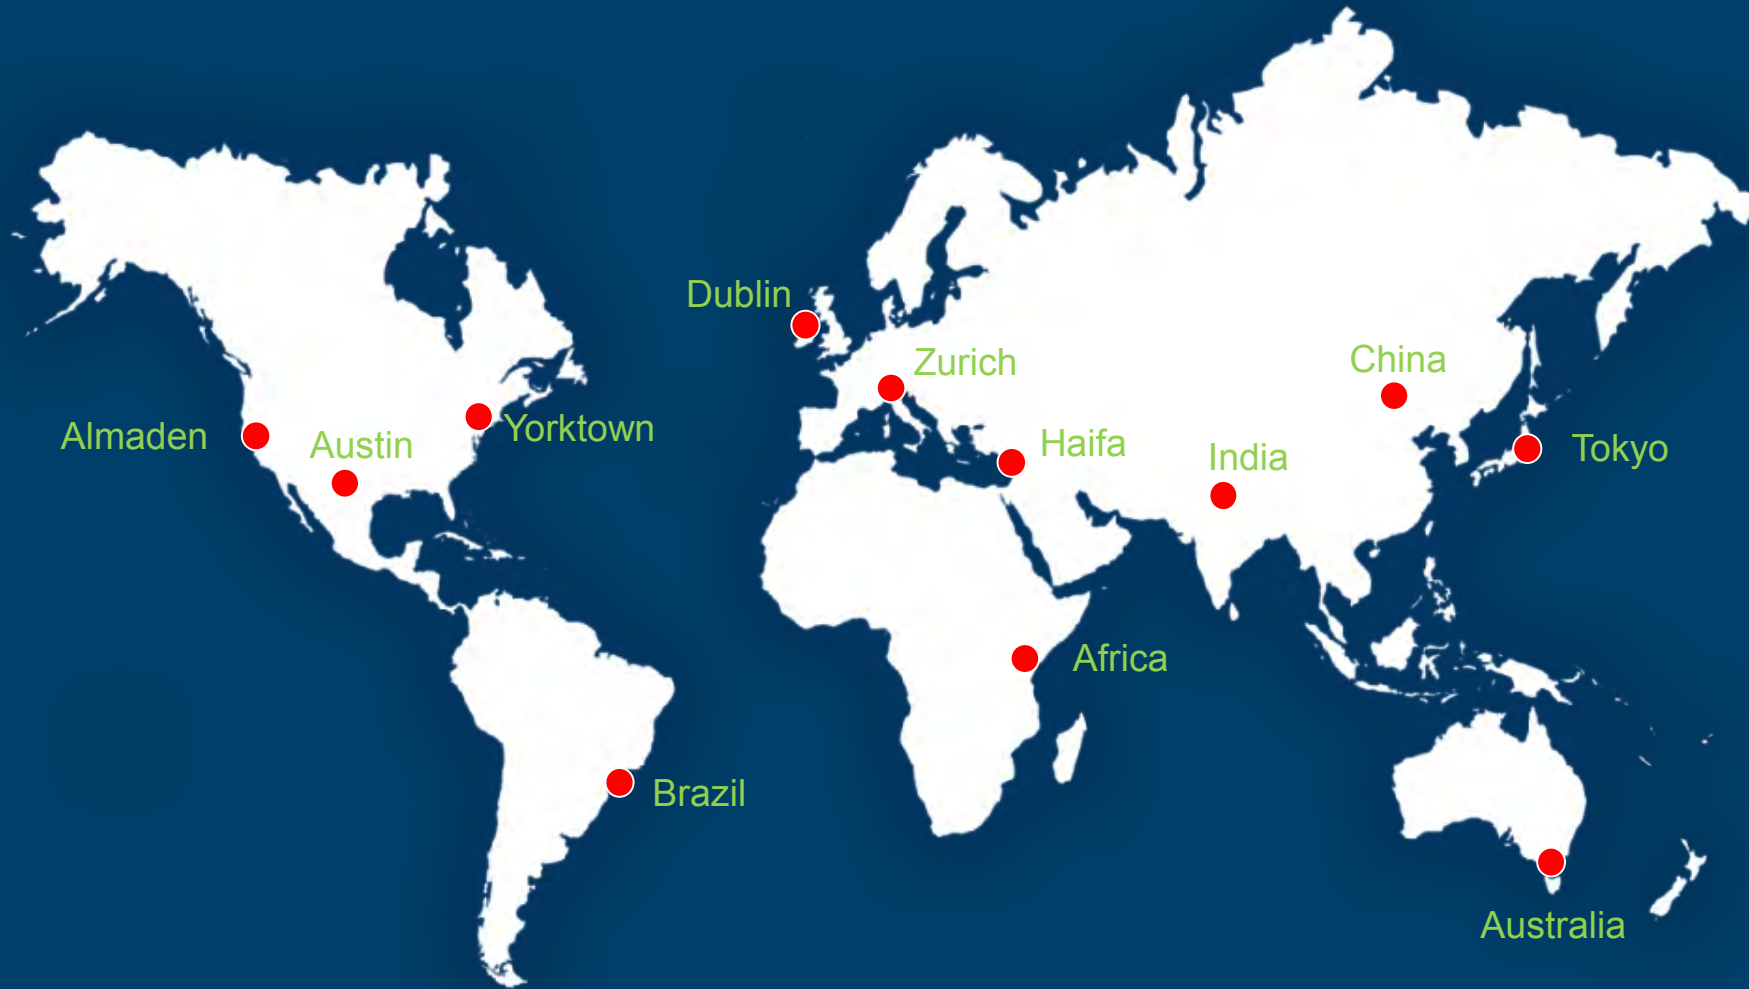 Dublin
Zurich
China
Almaden
Austin
Yorktown
Haifa
India
Tokyo
Africa
Brazil
Australia